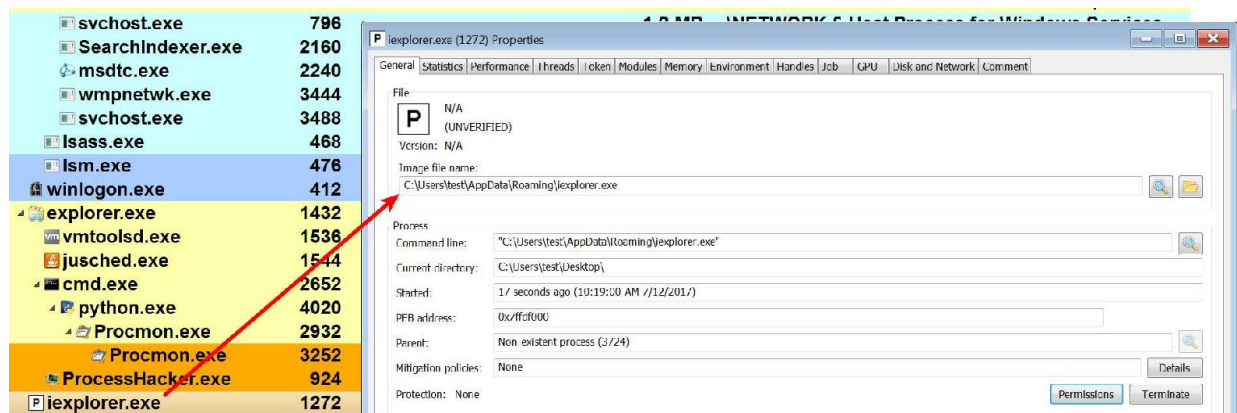 svchost.exe 796
SearchIndexer.exe 2160
msdtc.exe 2240
wmpnetwk.exe 3444
svchost.exe 3488
lsass.exe 468
lsm.exe 476
winlogon.exe 412
explorer.exe 1432
vmtoolsd.exe 1536
jusched.exe 1544
cmd.exe 2652
python.exe 4020
Procmon.exe 2932
Procmon.exe 3252
ProcessHacker.exe 924
iexplorer.exe 1272
iexplorer.exe (1272) Properties
General Statistics Performance Threads Token Modules Memory Environment Handles Job GPU Disk and Network Comment
File
P
N/A
(UNVERIFIED)
Version: N/A
Image file name:
C:\Users\test\AppData\Roaming\iexplorer.exe
Process
Command line: "C:\Users\test\AppData\Roaming\iexplorer.exe"
Current directory: C:\Users\test\Desktop\
Started: 17 seconds ago (10:19:00 AM 7/12/2017)
PEB address: 0x7ffdf000
Parent: Non-existent process (3724)
Mitigation policies: None Details
Protection: None Permissions Terminate